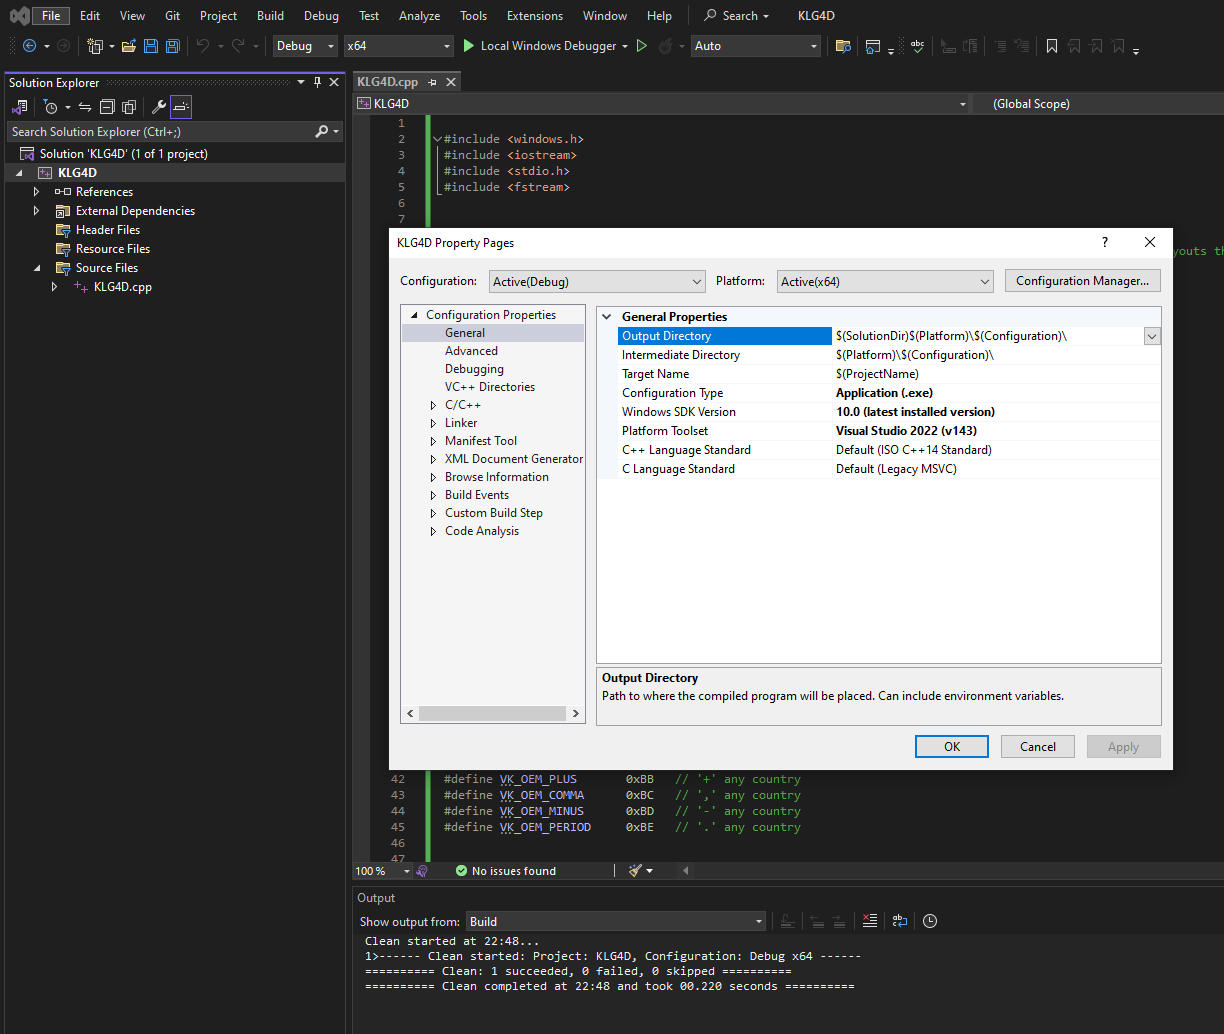 File Edit View Git Project Build Debug Test Analyze Tools Extensions Window Help Search KLG4D
Debug x64 Local Windows Debugger Auto
Solution Explorer
Search Solution Explorer (Ctrl+;)
Solution 'KLG4D' (1 of 1 project)
KLG4D
References
External Dependencies
Header Files
Resource Files
Source Files
KLG4D.cpp
KLG4D.cpp
KLG4D (Global Scope)
1
2 #include <windows.h>
3 #include <iostream>
4 #include <stdio.h>
5 #include <fstream>
6
7
youts th
KLG4D Property Pages ?
Configuration: Active(Debug) Platform: Active(x64) Configuration Manager...
Configuration Properties
General
Advanced
Debugging
VC++ Directories
C/C++
Linker
Manifest Tool
XML Document Generator
Browse Information
Build Events
Custom Build Step
Code Analysis
General Properties
Output Directory $(SolutionDir)$(Platform)\$(Configuration)\
Intermediate Directory $(Platform)\$(Configuration)\
Target Name $(ProjectName)
Configuration Type Application (.exe)
Windows SDK Version 10.0 (latest installed version)
Platform Toolset Visual Studio 2022 (v143)
C++ Language Standard Default (ISO C++14 Standard)
C Language Standard Default (Legacy MSVC)
Output Directory
Path to where the compiled program will be placed. Can include environment variables.
OK Cancel Apply
42 #define VK_OEM_PLUS 0xBB // '+' any country
43 #define VK_OEM_COMMA 0xBC // ',' any country
44 #define VK_OEM_MINUS 0xBD // '-' any country
45 #define VK_OEM_PERIOD 0xBE // '.' any country
46
47
100 % No issues found
Output
Show output from: Build
Clean started at 22:48...
1>------ Clean started: Project: KLG4D, Configuration: Debug x64 ------
========== Clean: 1 succeeded, 0 failed, 0 skipped ==========
========== Clean completed at 22:48 and took 00.220 seconds ==========